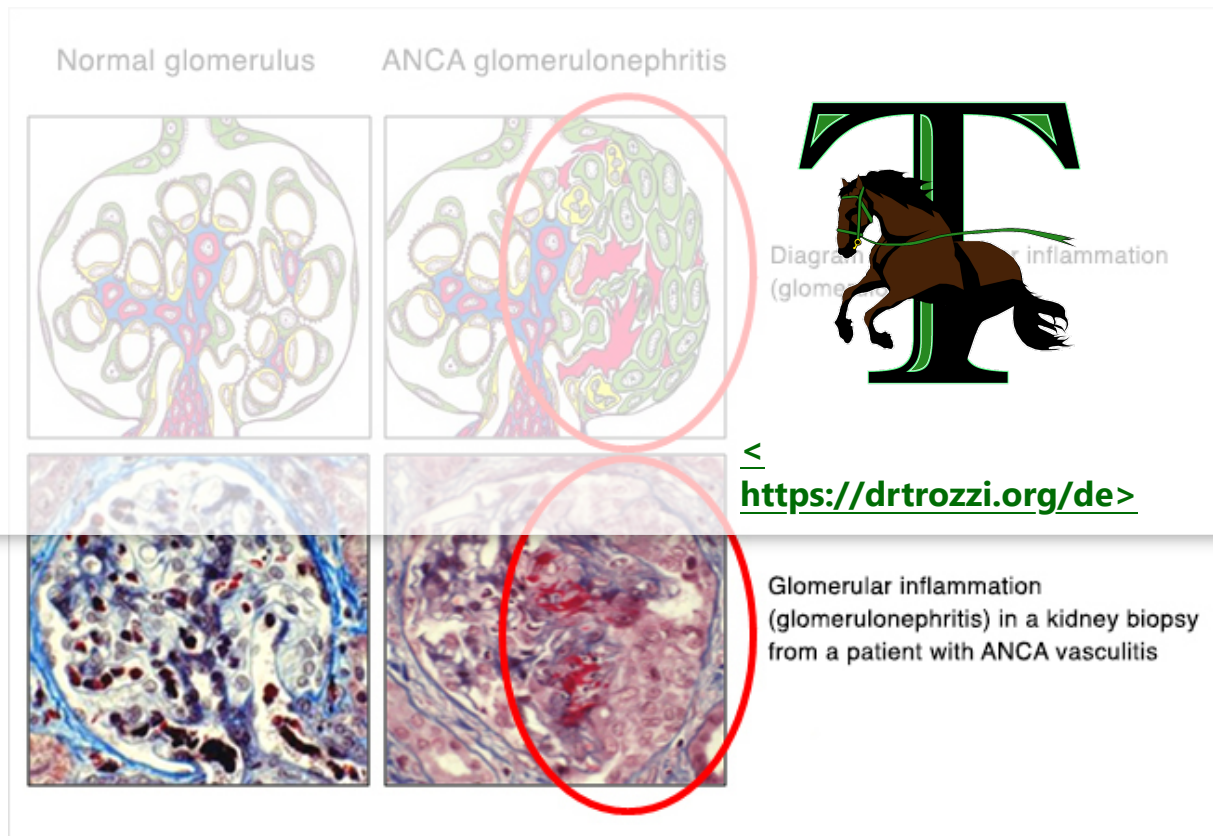 Normal glomerulus
ANCA glomerulonephritis
T
Diagram r inflammation
(glome
<
https://drtrozzi.org/de>
Glomerular inflammation
(glomerulonephritis) in a kidney biopsy
from a patient with ANCA vasculitis